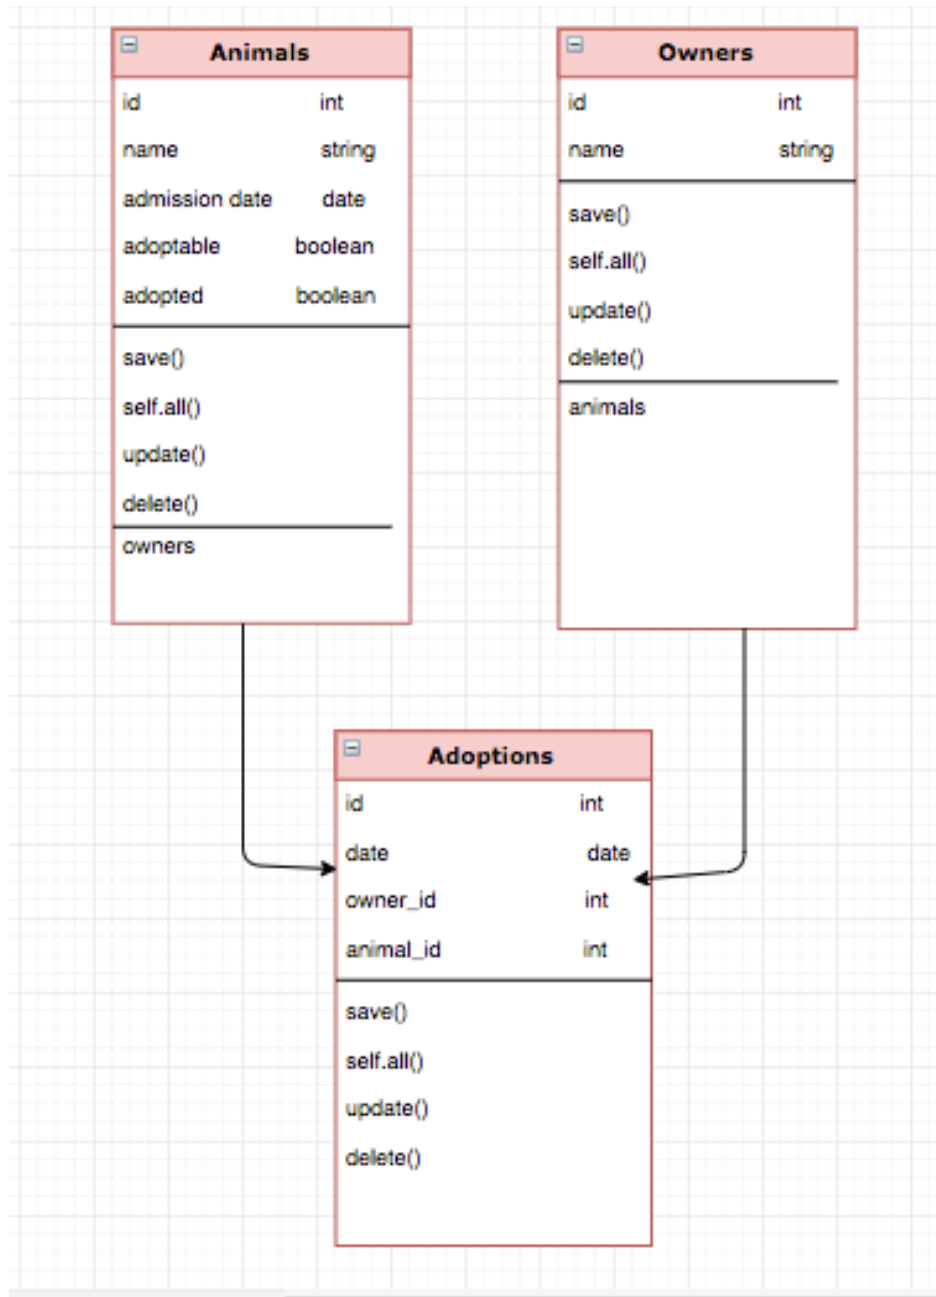 Animals
id int
name string
admission date date
adoptable boolean
adopted boolean
save()
self.all()
update()
delete()
owners
Owners
id int
name string
save()
self.all()
update()
delete()
animals
Adoptions
id int
date date
owner_id int
animal_id int
save()
self.all()
update()
delete()